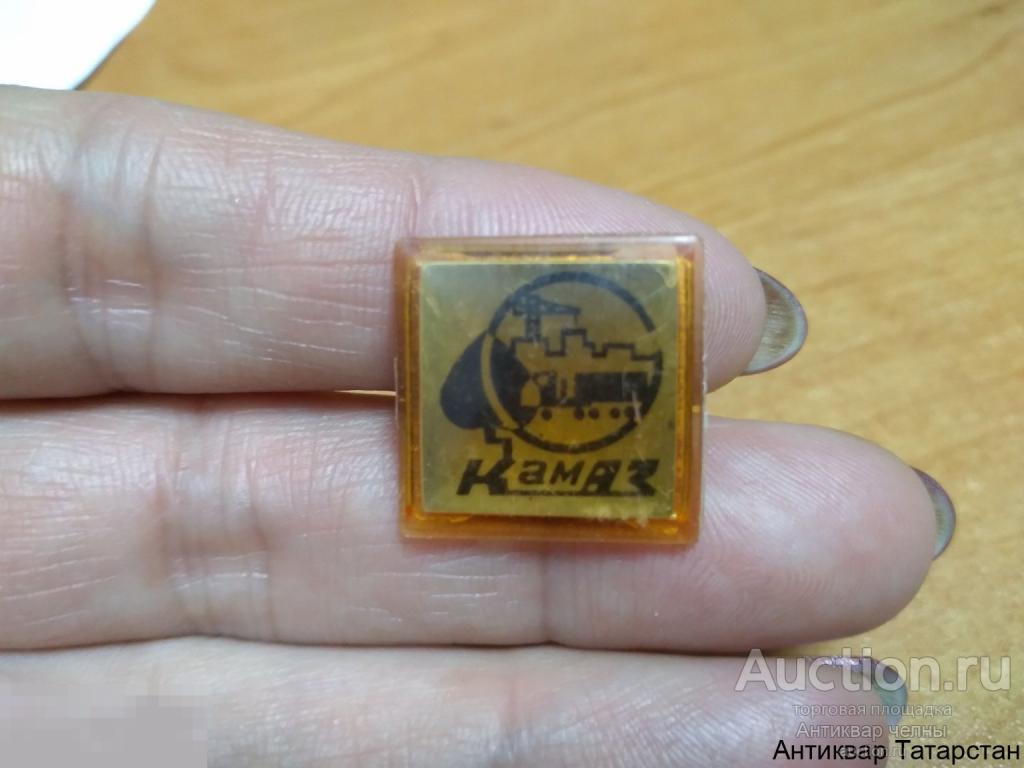 КамАЗ
Auction.ru
торговая площадка
Антиквар челны
Антиквар Татарстан